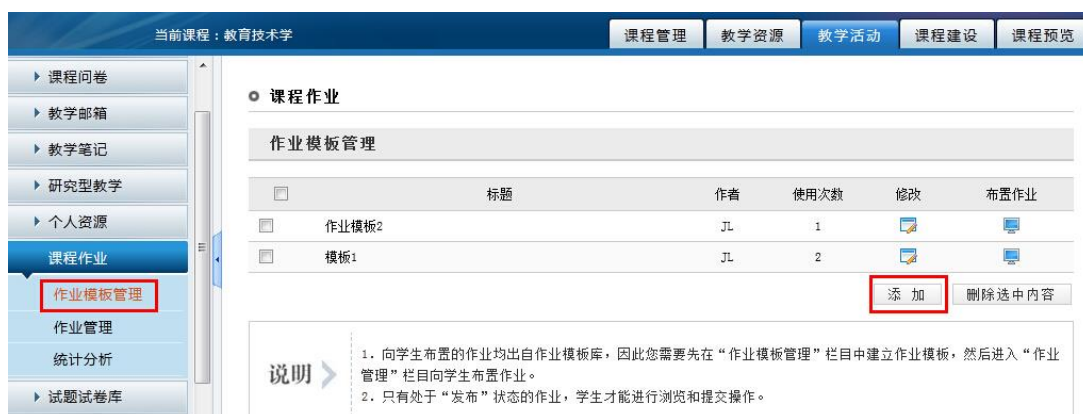 当前课程：教育技术学
课程管理 教学资源 教学活动 课程建设 课程预览
课程问卷
教学邮箱
教学笔记
研究型教学
个人资源
课程作业
作业模板管理
作业管理
统计分析
试题试卷库
课程作业
作业模板管理
标题 作者 使用次数 修改 布置作业
作业模板2 JL 1
模板1 JL 2
添 加 删除选中内容
说明
1. 向学生布置的作业均出自作业模板库，因此您需要先在“作业模板管理”栏目中建立作业模板，然后进入“作业
管理”栏目向学生布置作业。
2. 只有处于“发布”状态的作业，学生才能进行浏览和提交操作。